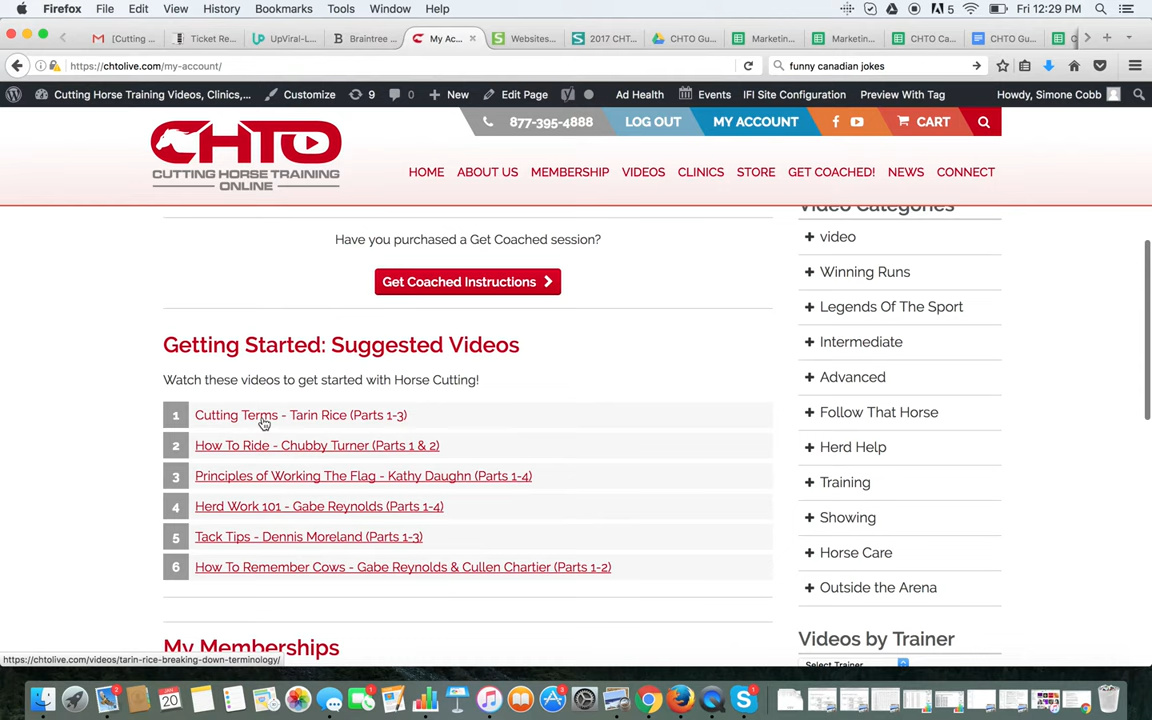 Firefox File Edit View History Bookmarks Tools Window Help 5 Fri 12:29 PM
[Cutting ... Ticket Re... UpViral-L... Braintree ... My Ac... × Websites... 2017 CHT... CHTO Gu... Marketin... Marketin... CHTO Ca... CHTO Gu...
https://chtolive.com/my-account/ funny canadian jokes
Cutting Horse Training Videos, Clinics,... Customize 9 New Edit Page Ad Health Events IFI Site Configuration Preview With Tag Howdy, Simone Cobb
877-395-4888 LOG OUT MY ACCOUNT CART
CHTO
CUTTING HORSE TRAINING
ONLINE
HOME ABOUT US MEMBERSHIP VIDEOS CLINICS STORE GET COACHED! NEWS CONNECT
Have you purchased a Get Coached session?
Get Coached Instructions
Getting Started: Suggested Videos
Watch these videos to get started with Horse Cutting!
1 Cutting Terms - Tarin Rice (Parts 1-3)
2 How To Ride - Chubby Turner (Parts 1 & 2)
3 Principles of Working The Flag - Kathy Daughn (Parts 1-4)
4 Herd Work 101 - Gabe Reynolds (Parts 1-4)
5 Tack Tips - Dennis Moreland (Parts 1-3)
6 How To Remember Cows - Gabe Reynolds & Cullen Chartier (Parts 1-2)
My Memberships
Video Categories
+ video
+ Winning Runs
+ Legends Of The Sport
+ Intermediate
+ Advanced
+ Follow That Horse
+ Herd Help
+ Training
+ Showing
+ Horse Care
+ Outside the Arena
Videos by Trainer
Select Trainer
https://chtolive.com/videos/tarin-rice-breaking-down-terminology/